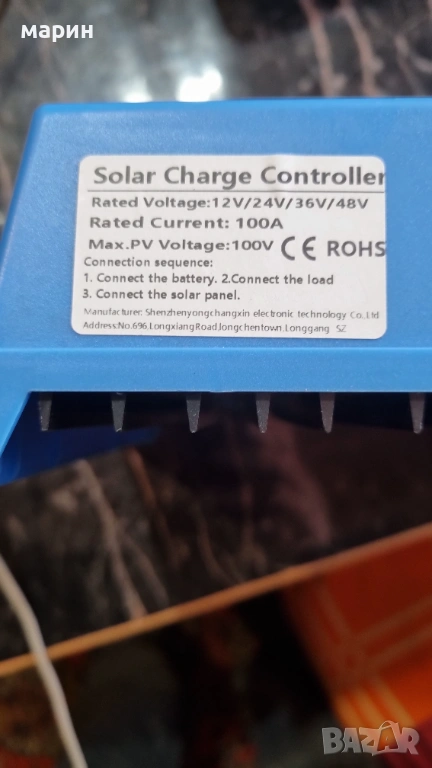 марин
Solar Charge Controller
Rated Voltage:12V/24V/36V/48V
Rated Current: 100A
Max.PV Voltage:100V CE ROHS
Connection sequence:
1. Connect the battery. 2.Connect the load
3. Connect the solar panel.
Manufacturer: Shenzhenyongchangxin electronic technology Co.,Ltd
Address:No.696,LongxiangRoad,Iongchentown,Longgang SZ
BAZAR